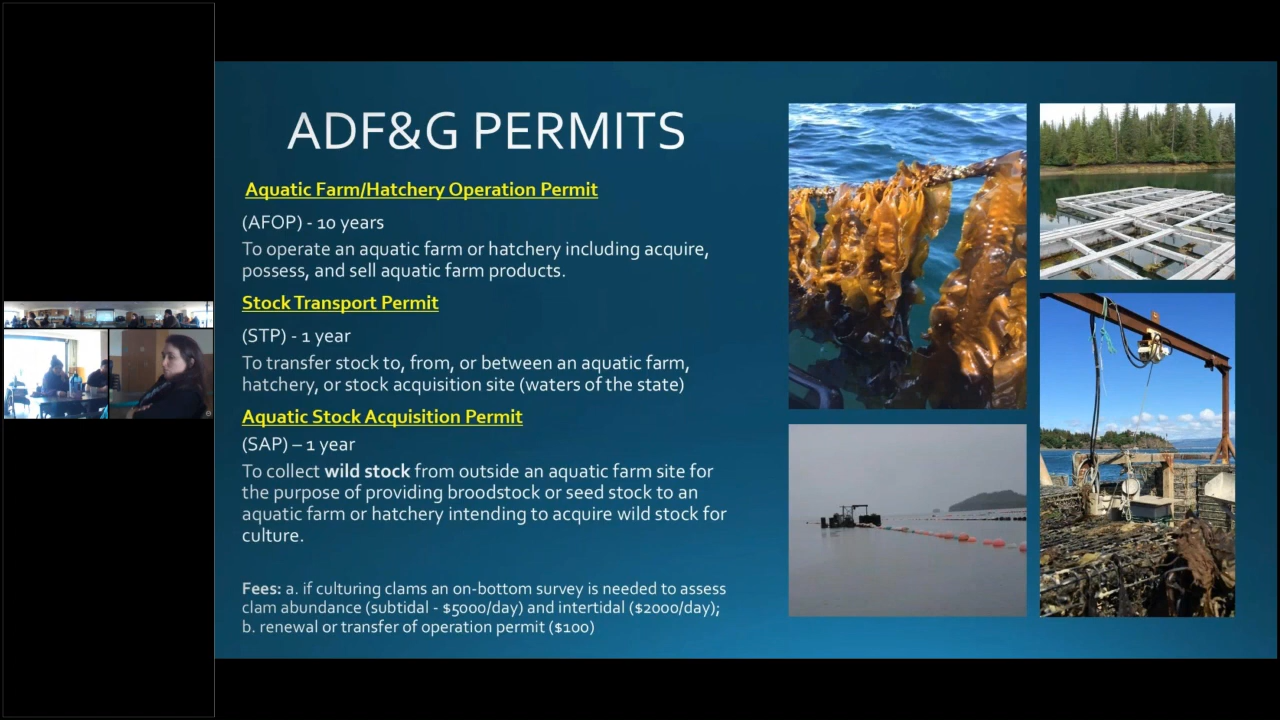 ADF&G PERMITS
Aquatic Farm/Hatchery Operation Permit
(AFOP) - 10 years
To operate an aquatic farm or hatchery including acquire,
possess, and sell aquatic farm products.
Stock Transport Permit
(STP) - 1 year
To transfer stock to, from, or between an aquatic farm,
hatchery, or stock acquisition site (waters of the state)
Aquatic Stock Acquisition Permit
(SAP) – 1 year
To collect wild stock from outside an aquatic farm site for
the purpose of providing broodstock or seed stock to an
aquatic farm or hatchery intending to acquire wild stock for
culture.
Fees: a. if culturing clams an on-bottom survey is needed to assess
clam abundance (subtidal - $5000/day) and intertidal ($2000/day);
b. renewal or transfer of operation permit ($100)